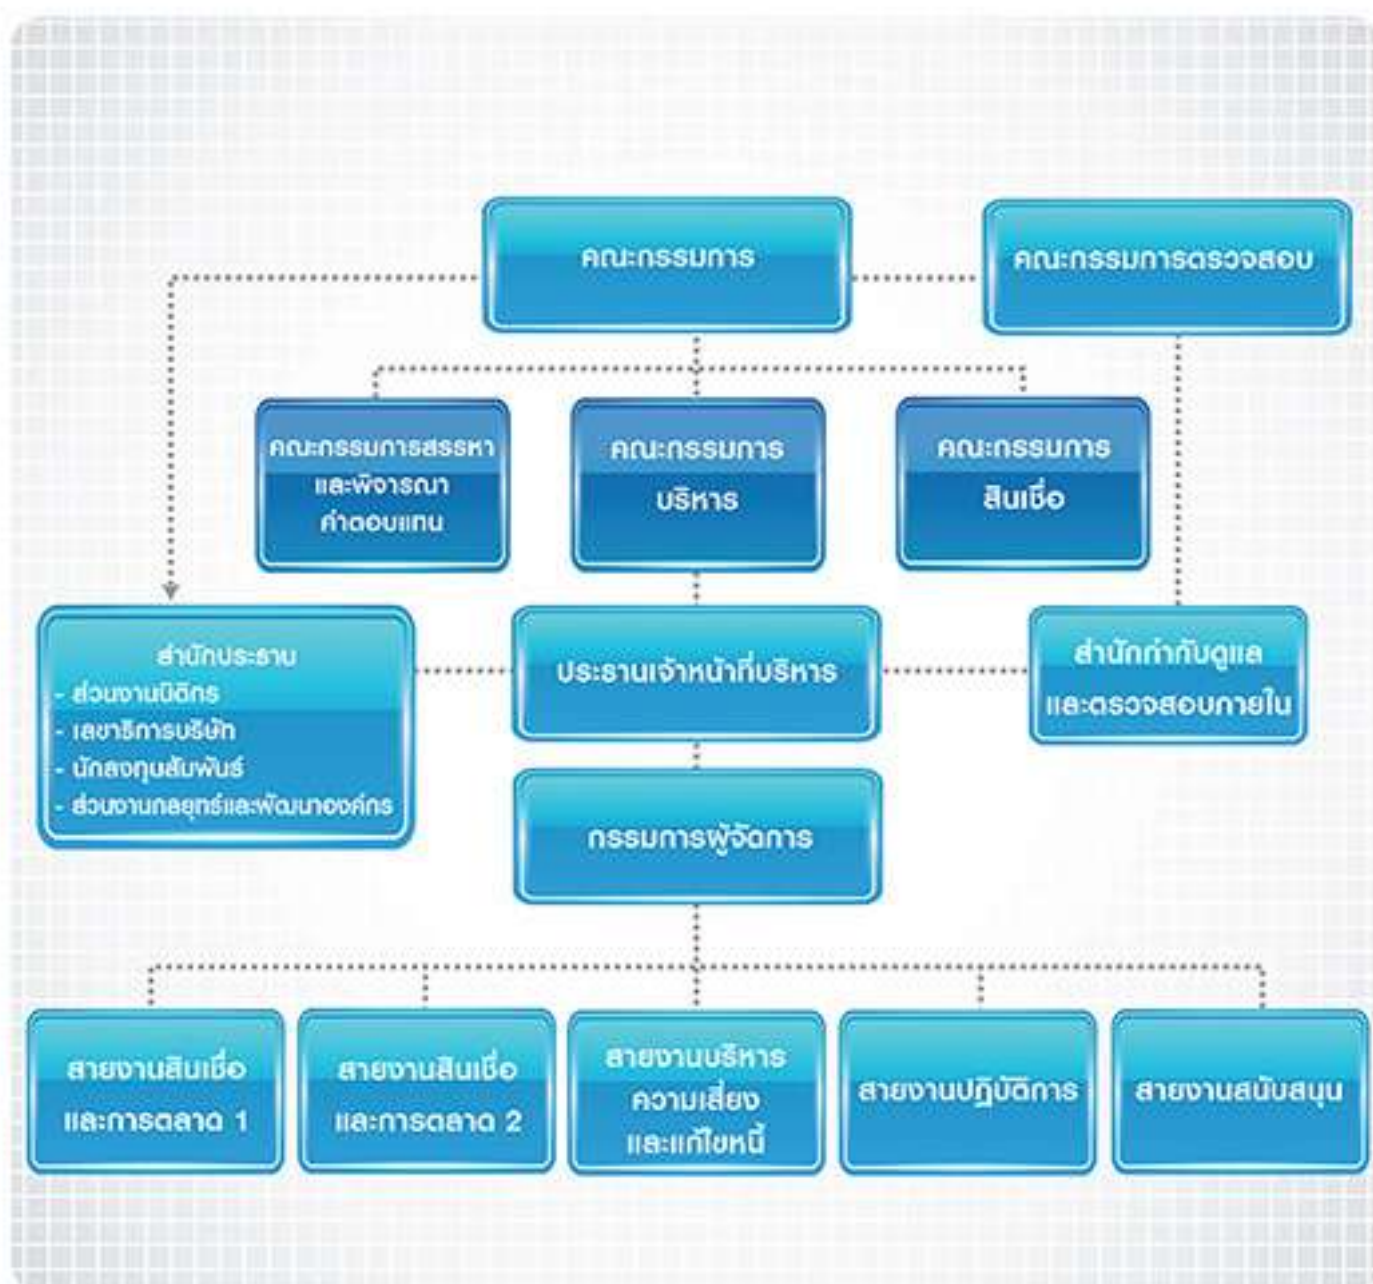 คณะกรรมการ
คณะกรรมการตรวจสอบ
คณะกรรมการสรรหา
และพิจารณา
ค่าตอบแทน
คณะกรรมการ
บริหาร
คณะกรรมการ
สินเชื่อ
สำนักประธาน
- ส่วนงานนิติกร
- เลขาธิการบริษัท
- นักลงทุนสัมพันธ์
- ส่วนงานกลยุทธ์และพัฒนาองค์กร
ประธานเจ้าหน้าที่บริหาร
สำนักกำกับดูแล
และตรวจสอบภายใน
กรรมการผู้จัดการ
สายงานสินเชื่อ
และการตลาด 1
สายงานสินเชื่อ
และการตลาด 2
สายงานบริหาร
ความเสี่ยง
และแก้ไขหนี้
สายงานปฏิบัติการ
สายงานสนับสนุน